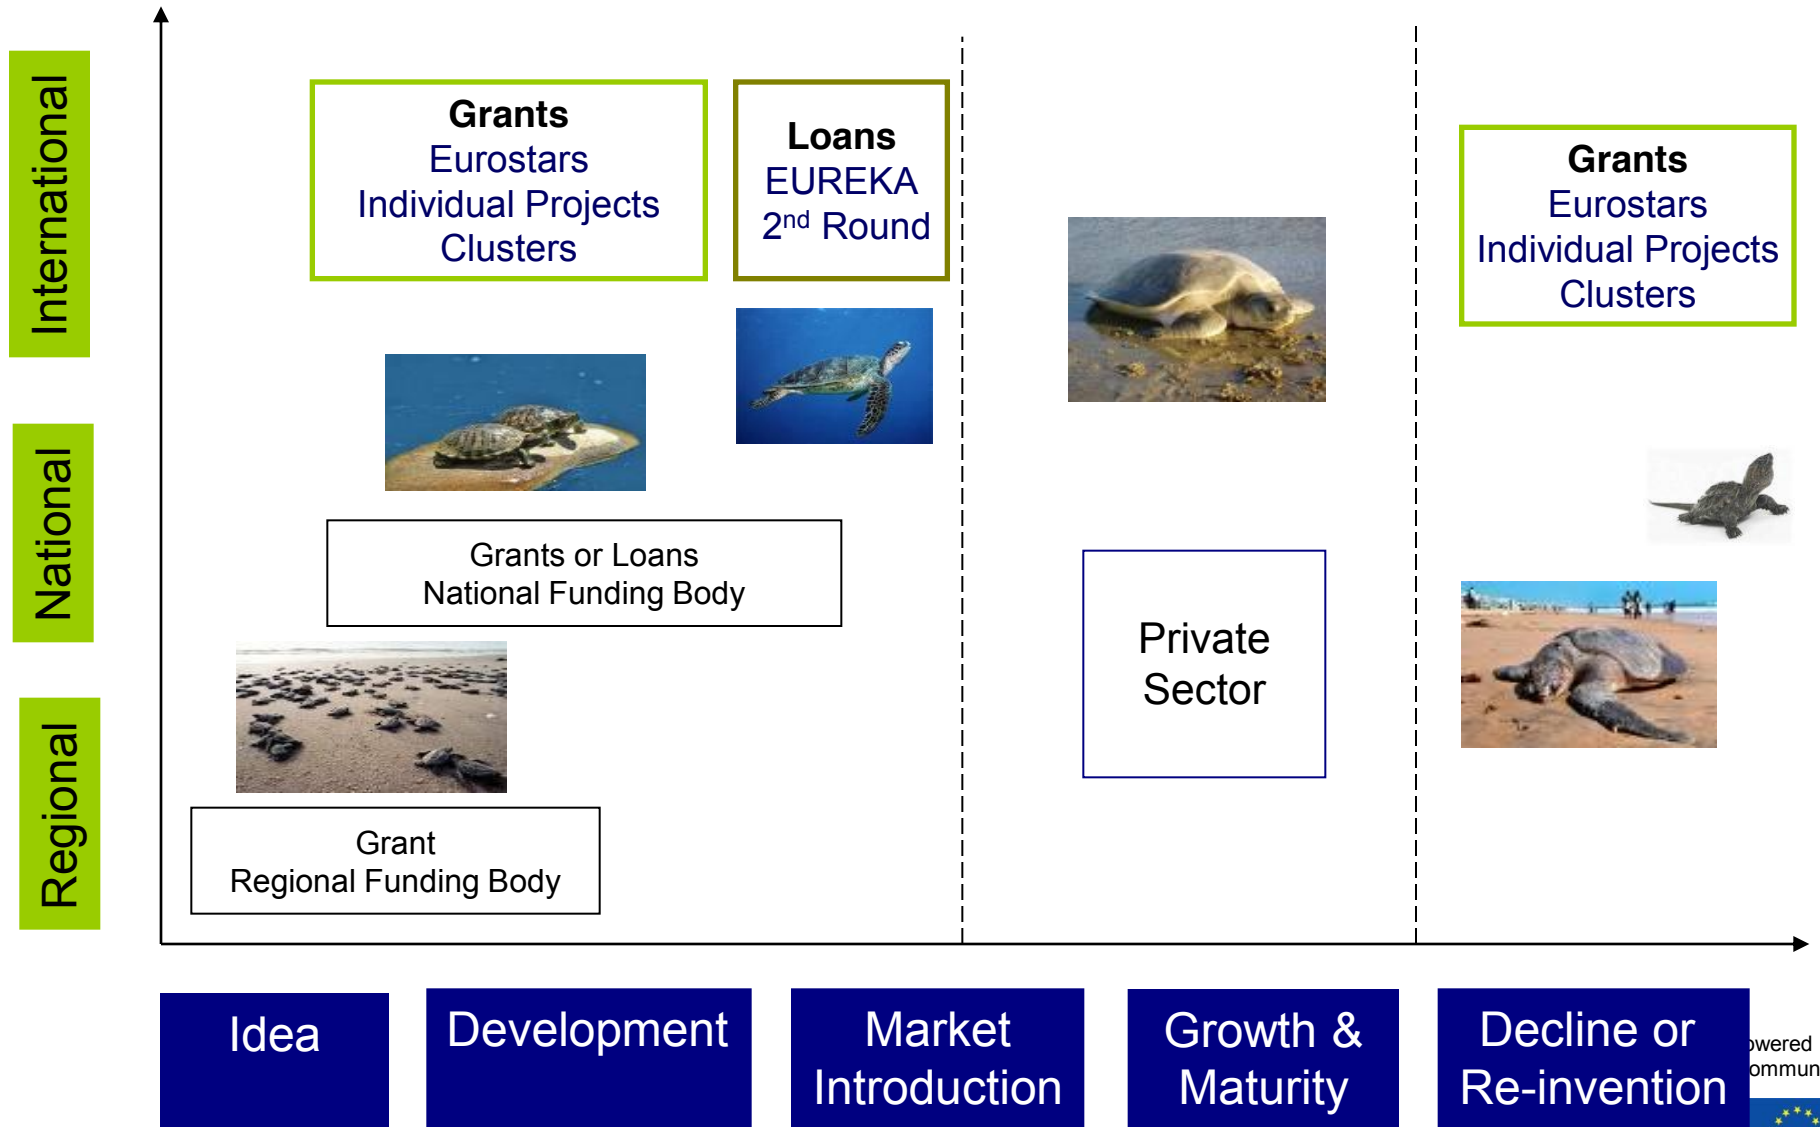 International
National
Regional
Grants
Eurostars
Individual Projects
Clusters
Loans
EUREKA
2nd Round
Grants
Eurostars
Individual Projects
Clusters
Grants or Loans
National Funding Body
Private
Sector
Grant
Regional Funding Body
Idea
Development
Market
Introduction
Growth &
Maturity
Decline or
Re-invention